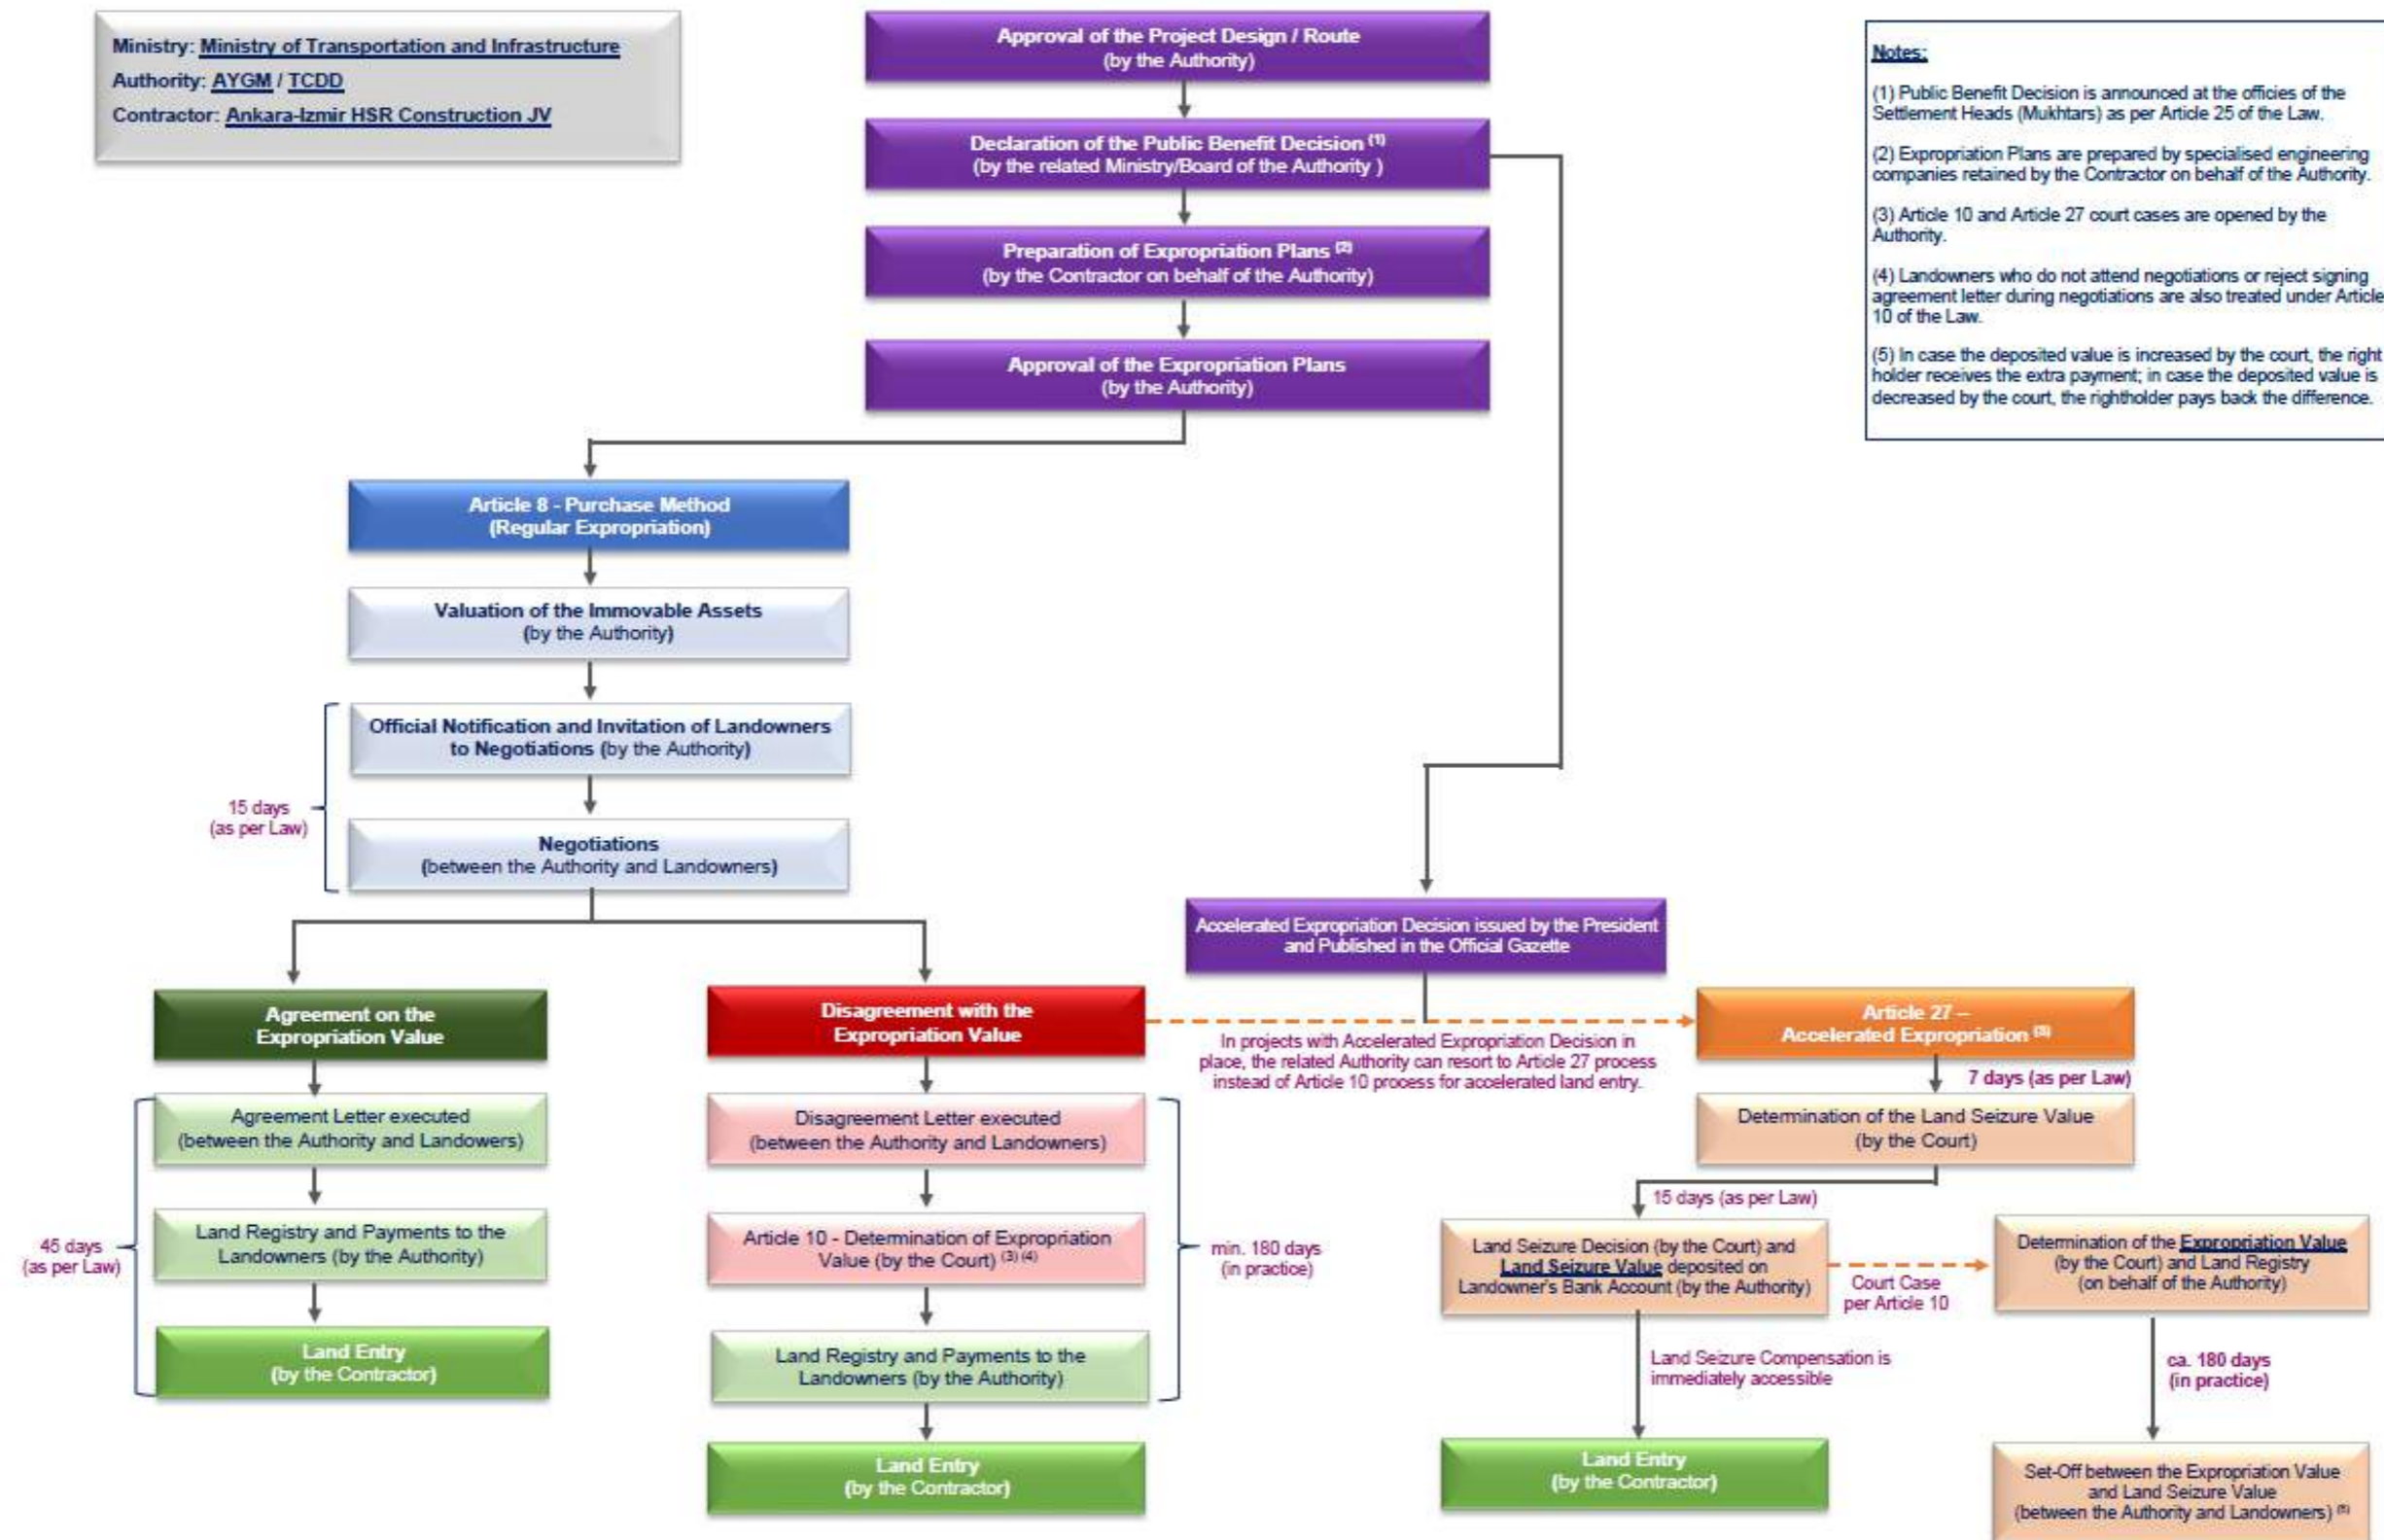 Ministry: Ministry of Transportation and Infrastructure
Authority: AYGM / TCDD
Contractor: Ankara-Izmir HSR Construction JV
Approval of the Project Design / Route
(by the Authority)
Declaration of the Public Benefit Decision (1)
(by the related Ministry/Board of the Authority )
Preparation of Expropriation Plans (2)
(by the Contractor on behalf of the Authority)
Approval of the Expropriation Plans
(by the Authority)
Notes:
(1) Public Benefit Decision is announced at the officies of the
Settlement Heads (Mukhtars) as per Article 25 of the Law.
(2) Expropriation Plans are prepared by specialised engineering
companies retained by the Contractor on behalf of the Authority.
(3) Article 10 and Article 27 court cases are opened by the
Authority.
(4) Landowners who do not attend negotiations or reject signing
agreement letter during negotiations are also treated under Article
10 of the Law.
(5) In case the deposited value is increased by the court, the right
holder receives the extra payment; in case the deposited value is
decreased by the court, the rightholder pays back the difference.
Article 8 - Purchase Method
(Regular Expropriation)
Valuation of the Immovable Assets
(by the Authority)
Official Notification and Invitation of Landowners
to Negotiations (by the Authority)
15 days
(as per Law)
Negotiations
(between the Authority and Landowners)
Accelerated Expropriation Decision issued by the President
and Published in the Official Gazette
Agreement on the
Expropriation Value
Agreement Letter executed
(between the Authority and Landowers)
Land Registry and Payments to the
Landowners (by the Authority)
45 days
(as per Law)
Land Entry
(by the Contractor)
Disagreement with the
Expropriation Value
Disagreement Letter executed
(between the Authority and Landowners)
Article 10 - Determination of Expropriation
Value (by the Court) (3) (4)
min. 180 days
(in practice)
Land Registry and Payments to the
Landowners (by the Authority)
Land Entry
(by the Contractor)
In projects with Accelerated Expropriation Decision in
place, the related Authority can resort to Article 27 process
instead of Article 10 process for accelerated land entry.
Article 27 –
Accelerated Expropriation (3)
7 days (as per Law)
Determination of the Land Seizure Value
(by the Court)
15 days (as per Law)
Land Seizure Decision (by the Court) and
Land Seizure Value deposited on
Landowner's Bank Account (by the Authority)
Court Case
per Article 10
Determination of the Expropriation Value
(by the Court) and Land Registry
(on behalf of the Authority)
Land Seizure Compensation is
immediately accessible
ca. 180 days
(in practice)
Land Entry
(by the Contractor)
Set-Off between the Expropriation Value
and Land Seizure Value
(between the Authority and Landowners) (5)